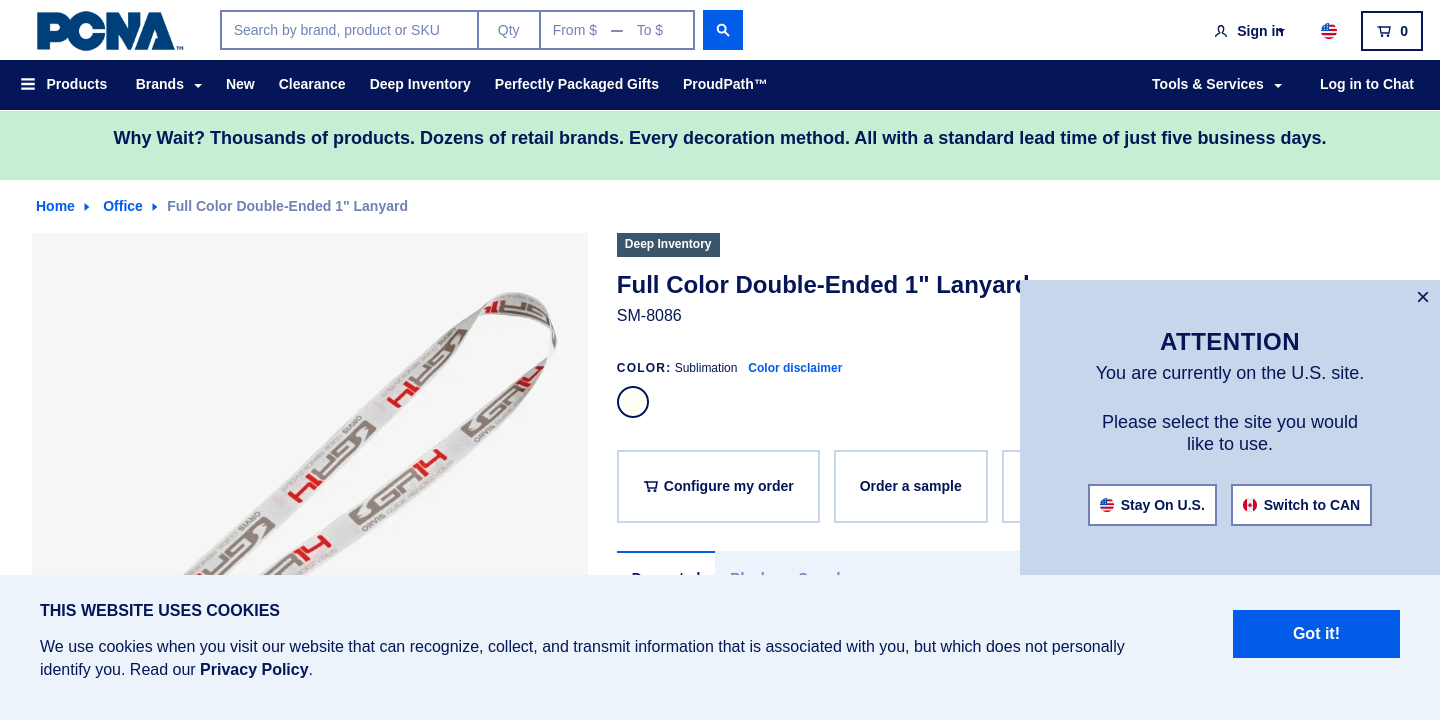 PCNA™
Search by brand, product or SKU
Qty
From $ — To $
Sign in
0
Products
Brands
New
Clearance
Deep Inventory
Perfectly Packaged Gifts
ProudPath™
Tools & Services
Log in to Chat
Why Wait? Thousands of products. Dozens of retail brands. Every decoration method. All with a standard lead time of just five business days.
Home
Office
Full Color Double-Ended 1" Lanyard
Deep Inventory
Full Color Double-Ended 1" Lanyard
SM-8086
COLOR: Sublimation Color disclaimer
Configure my order
Order a sample
×
ATTENTION
You are currently on the U.S. site.
Please select the site you would
like to use.
Stay On U.S.
Switch to CAN
THIS WEBSITE USES COOKIES
We use cookies when you visit our website that can recognize, collect, and transmit information that is associated with you, but which does not personally
identify you. Read our Privacy Policy.
Got it!